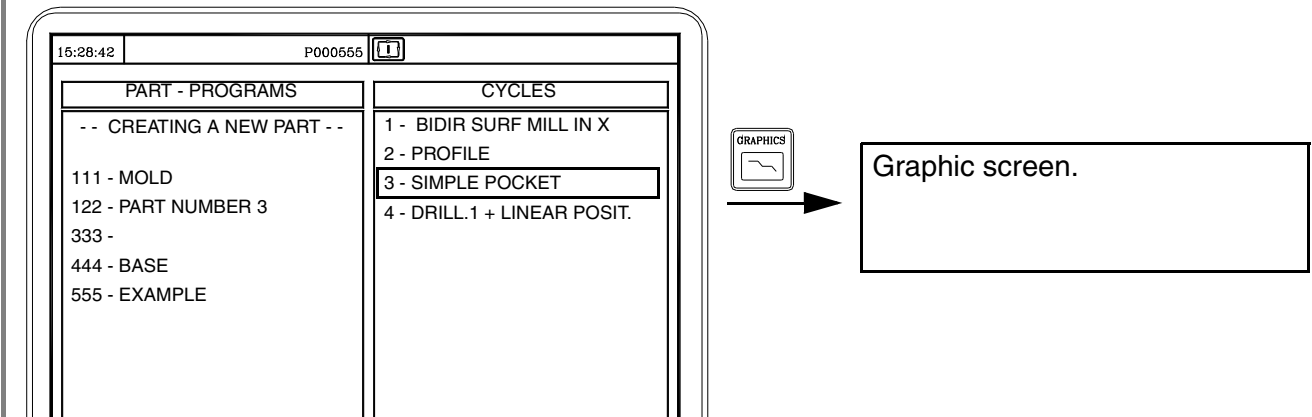 15:28:42 P000555
PART - PROGRAMS
- - CREATING A NEW PART - -
111 - MOLD
122 - PART NUMBER 3
333 -
444 - BASE
555 - EXAMPLE
CYCLES
1 - BIDIR SURF MILL IN X
2 - PROFILE
3 - SIMPLE POCKET
4 - DRILL.1 + LINEAR POSIT.
GRAPHICS
Graphic screen.